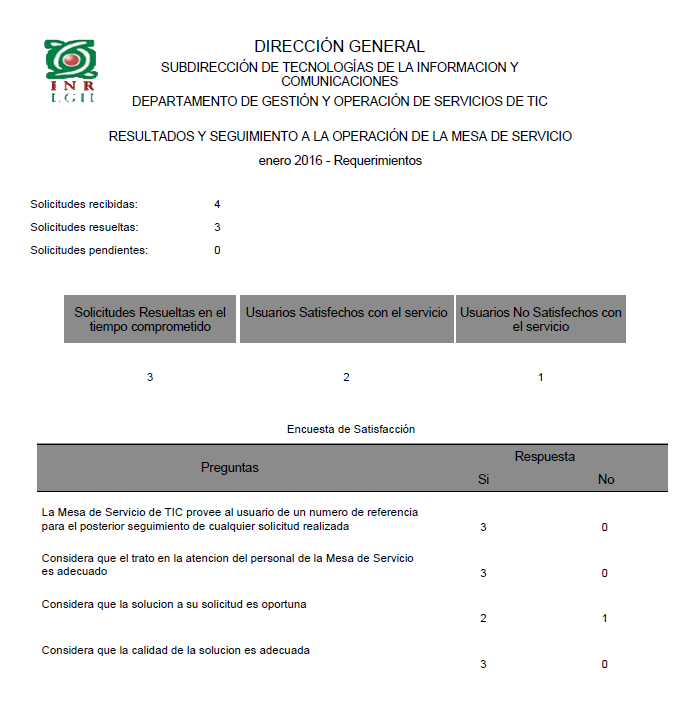 INR
LGII
DIRECCIÓN GENERAL
SUBDIRECCIÓN DE TECNOLOGÍAS DE LA INFORMACION Y
COMUNICACIONES
DEPARTAMENTO DE GESTIÓN Y OPERACIÓN DE SERVICIOS DE TIC
RESULTADOS Y SEGUIMIENTO A LA OPERACIÓN DE LA MESA DE SERVICIO
enero 2016 - Requerimientos
Solicitudes recibidas: 4
Solicitudes resueltas: 3
Solicitudes pendientes: 0
Solicitudes Resueltas en el tiempo comprometido
Usuarios Satisfechos con el servicio
Usuarios No Satisfechos con el servicio
3 2 1
Encuesta de Satisfacción
Preguntas
Respuesta
Si No
La Mesa de Servicio de TIC provee al usuario de un numero de referencia
para el posterior seguimiento de cualquier solicitud realizada
3 0
Considera que el trato en la atencion del personal de la Mesa de Servicio
es adecuado
3 0
Considera que la solucion a su solicitud es oportuna
2 1
Considera que la calidad de la solucion es adecuada
3 0